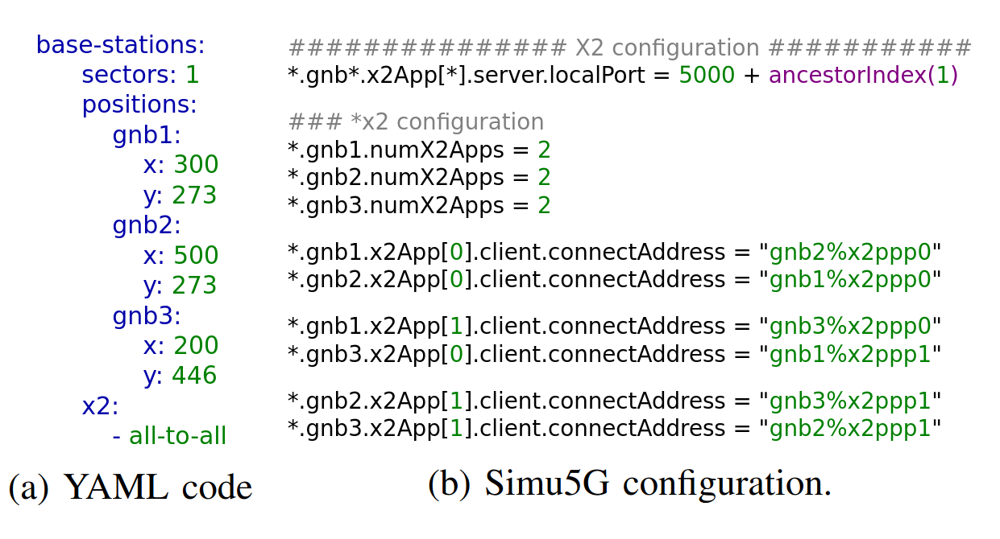 base-stations:
sectors: 1
positions:
gnb1:
x: 300
y: 273
gnb2:
x: 500
y: 273
gnb3:
x: 200
y: 446
x2:
- all-to-all
(a) YAML code
############### X2 configuration ###########
*.gnb*.x2App[*].server.localPort = 5000 + ancestorIndex(1)
### *x2 configuration
*.gnb1.numX2Apps = 2
*.gnb2.numX2Apps = 2
*.gnb3.numX2Apps = 2
*.gnb1.x2App[0].client.connectAddress = "gnb2%x2ppp0"
*.gnb2.x2App[0].client.connectAddress = "gnb1%x2ppp0"
*.gnb1.x2App[1].client.connectAddress = "gnb3%x2ppp0"
*.gnb3.x2App[0].client.connectAddress = "gnb1%x2ppp1"
*.gnb2.x2App[1].client.connectAddress = "gnb3%x2ppp1"
*.gnb3.x2App[1].client.connectAddress = "gnb2%x2ppp1"
(b) Simu5G configuration.